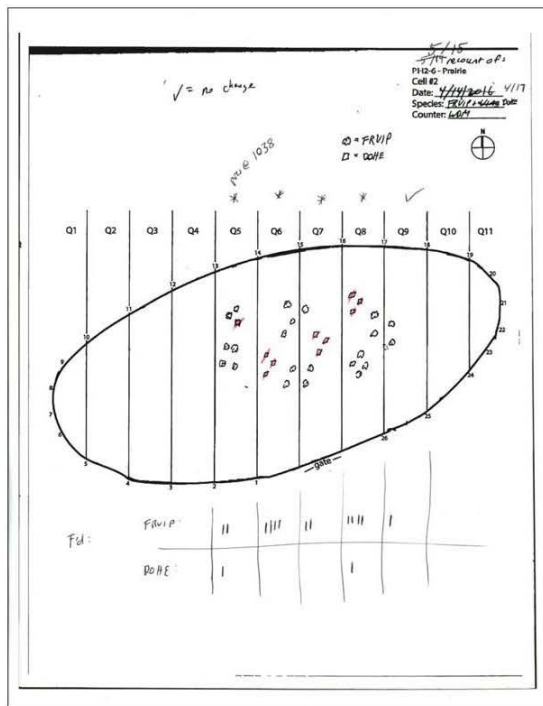 5/15
recount of:
PH2-6 - Prairie
Cell #2
Date: 4/14/2016 4/17
Species: FRVIP + DOHE
Counter:
√ = no change
= FRVIP
= DOHE
N
@ 1038
* * * * ✓
Q1 Q2 Q3 Q4 Q5 Q6 Q7 Q8 Q9 Q10 Q11
1
2
3
4
5
6
7
8
9
10
11
12
13
14
15
16
17
18
19
20
21
22
23
24
25
26
gate
F'd:
FRVIP: || |||| || |||| |
DOHE: | |